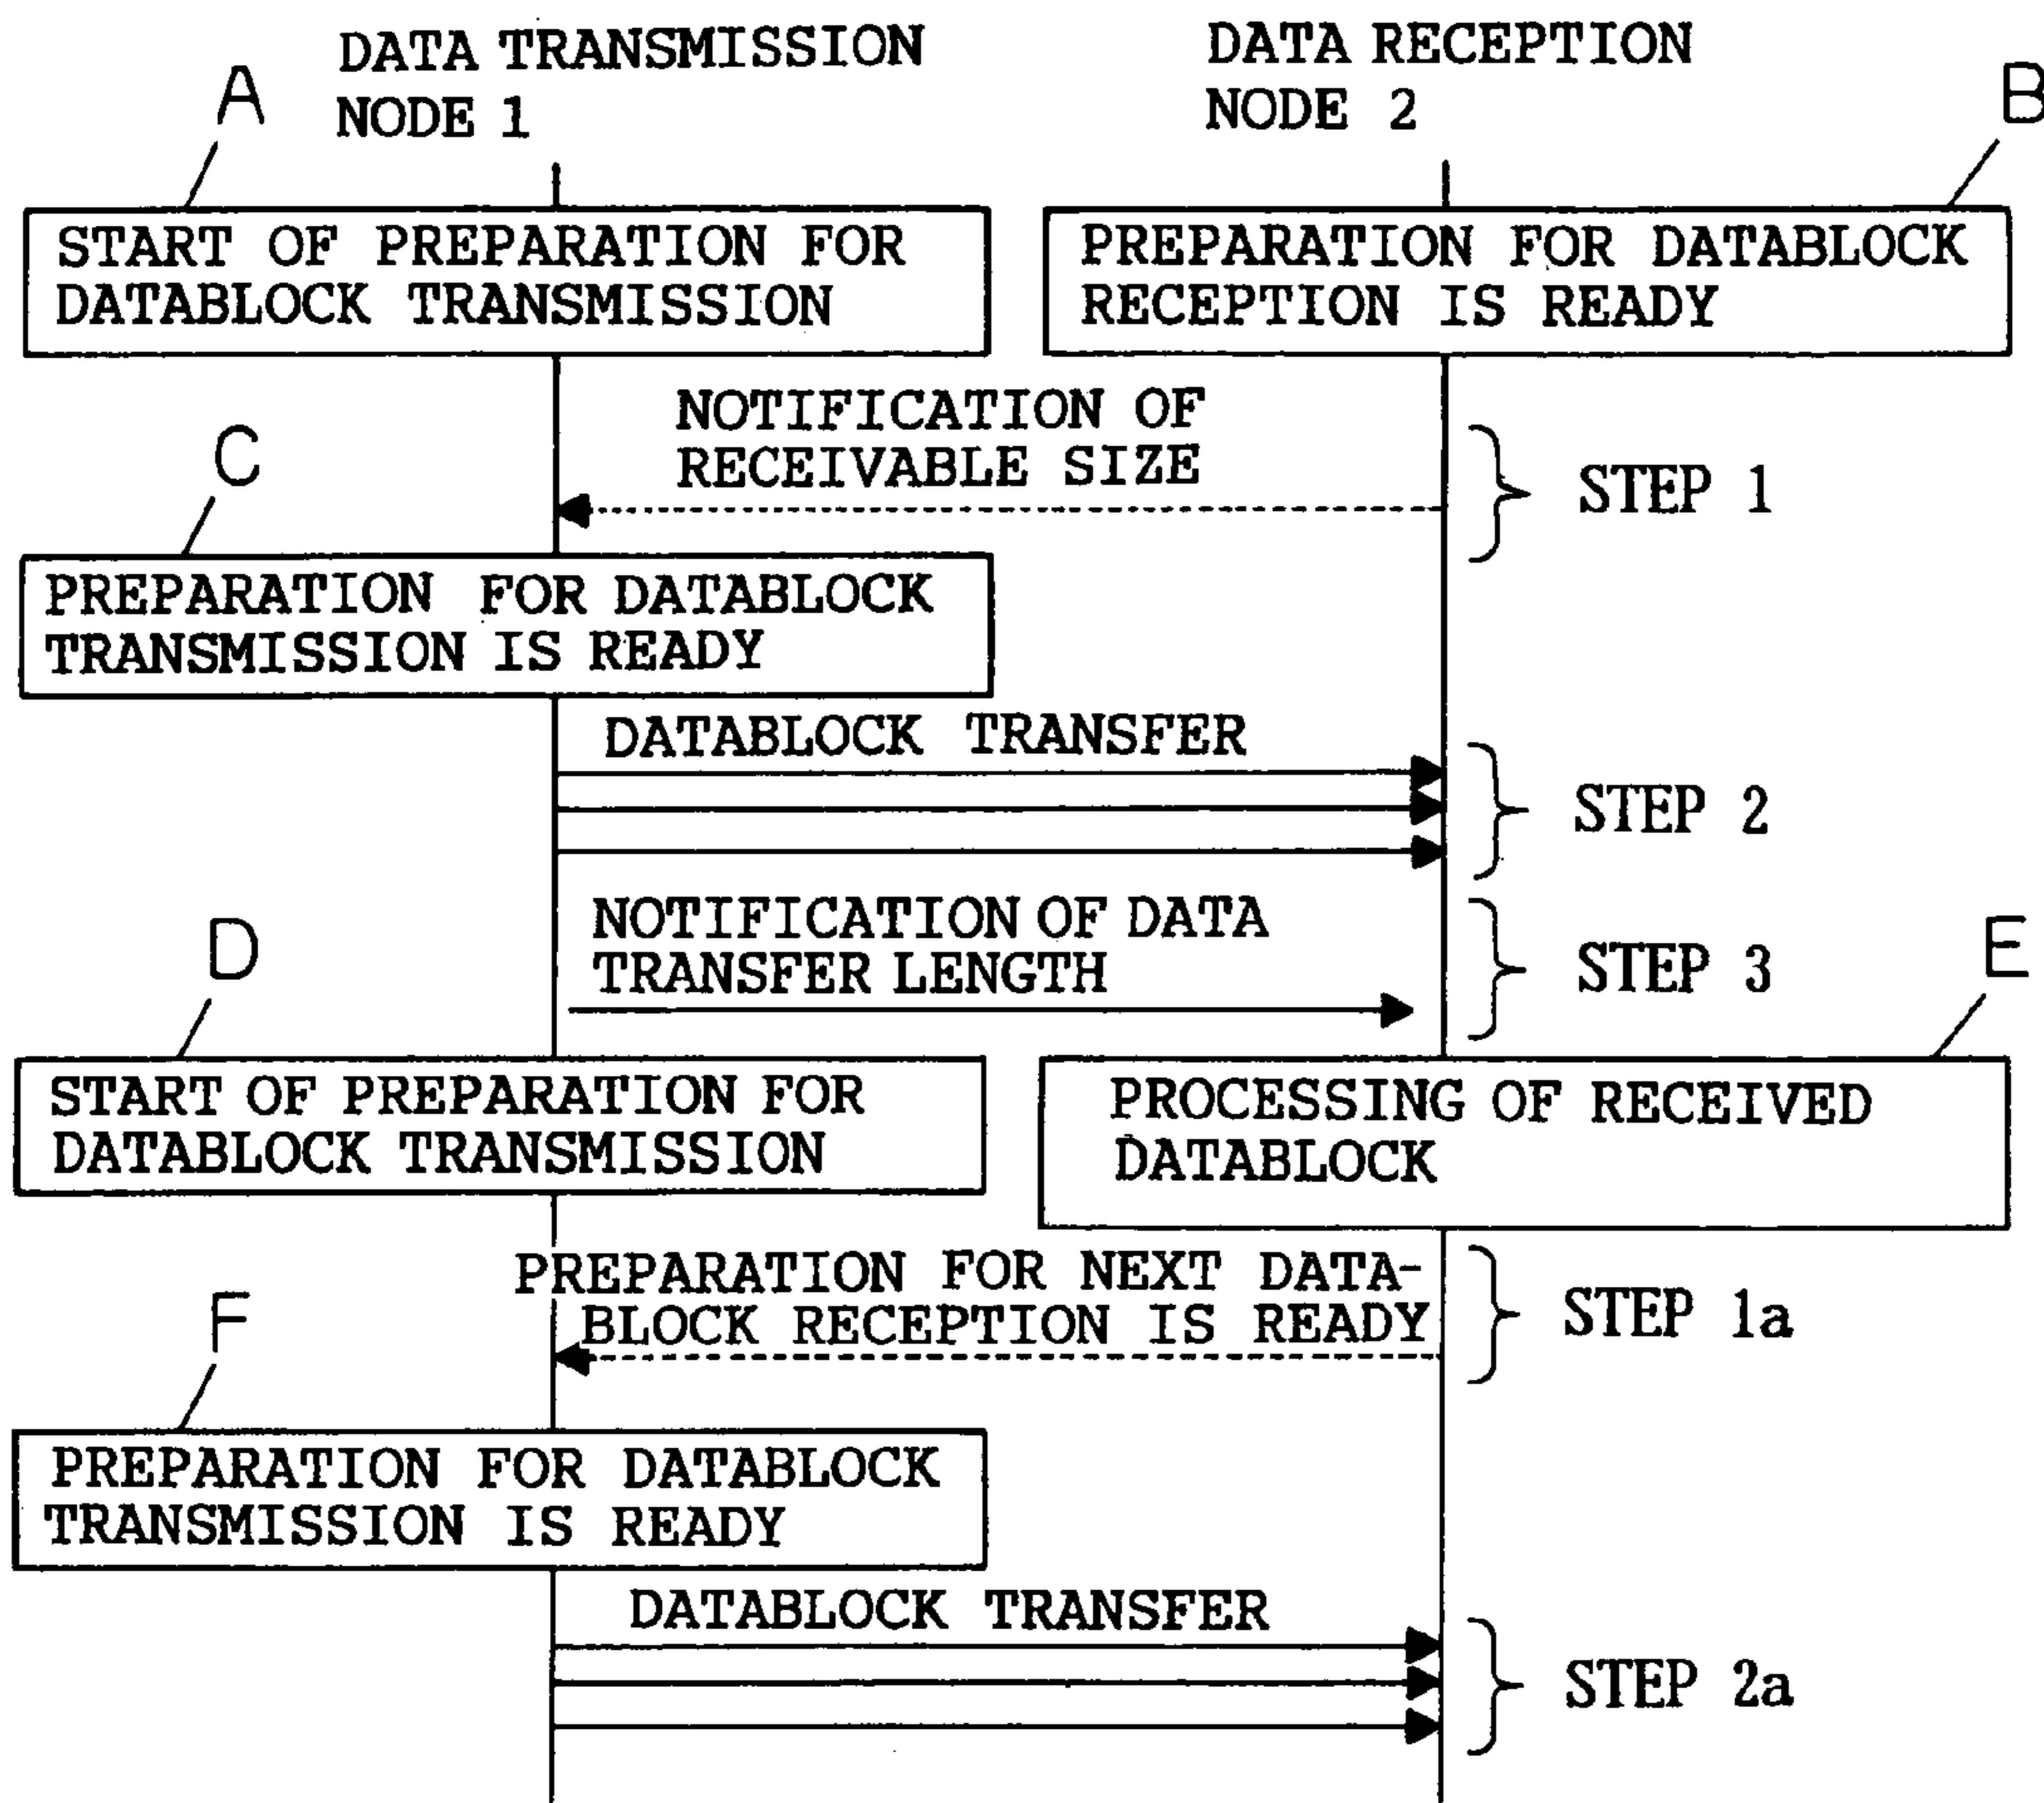 DATA TRANSMISSION
NODE 1
DATA RECEPTION
NODE 2
A
B
START OF PREPARATION FOR
DATABLOCK TRANSMISSION
PREPARATION FOR DATABLOCK
RECEPTION IS READY
NOTIFICATION OF
RECEIVABLE SIZE
STEP 1
C
PREPARATION FOR DATABLOCK
TRANSMISSION IS READY
DATABLOCK TRANSFER
STEP 2
NOTIFICATION OF DATA
TRANSFER LENGTH
STEP 3
D
E
START OF PREPARATION FOR
DATABLOCK TRANSMISSION
PROCESSING OF RECEIVED
DATABLOCK
PREPARATION FOR NEXT DATA-
BLOCK RECEPTION IS READY
STEP 1a
F
PREPARATION FOR DATABLOCK
TRANSMISSION IS READY
DATABLOCK TRANSFER
STEP 2a